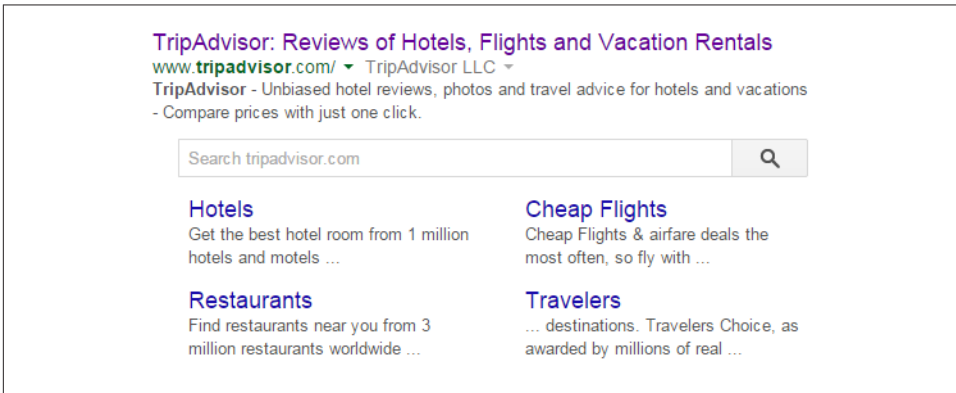 TripAdvisor: Reviews of Hotels, Flights and Vacation Rentals
www.tripadvisor.com/ ▾ TripAdvisor LLC ▾
TripAdvisor - Unbiased hotel reviews, photos and travel advice for hotels and vacations
- Compare prices with just one click.
Search tripadvisor.com
Hotels
Get the best hotel room from 1 million
hotels and motels ...
Cheap Flights
Cheap Flights & airfare deals the
most often, so fly with ...
Restaurants
Find restaurants near you from 3
million restaurants worldwide ...
Travelers
... destinations. Travelers Choice, as
awarded by millions of real ...